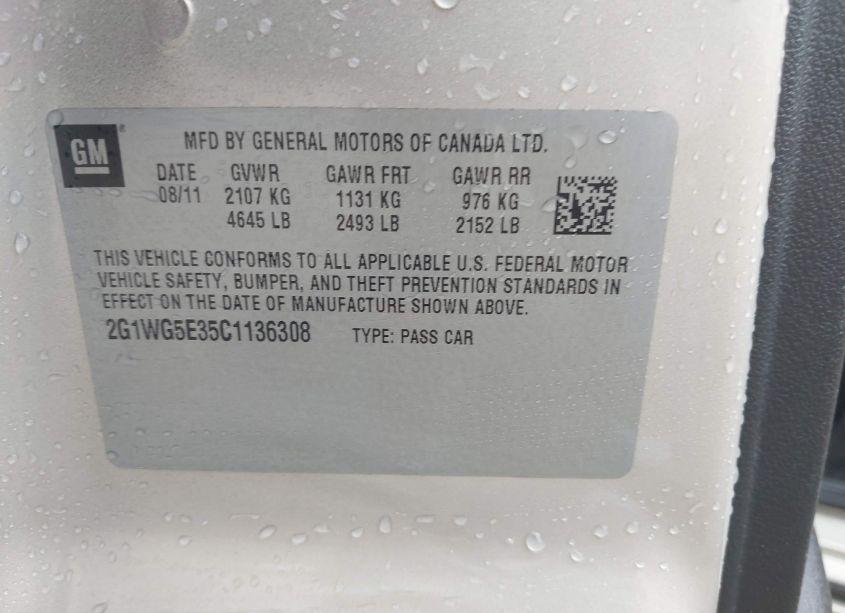 GM®
MFD BY GENERAL MOTORS OF CANADA LTD.
DATE GVWR GAWR FRT GAWR RR
08/11 2107 KG 1131 KG 976 KG
4645 LB 2493 LB 2152 LB
THIS VEHICLE CONFORMS TO ALL APPLICABLE U.S. FEDERAL MOTOR
VEHICLE SAFETY, BUMPER, AND THEFT PREVENTION STANDARDS IN
EFFECT ON THE DATE OF MANUFACTURE SHOWN ABOVE.
2G1WG5E35C1136308 TYPE: PASS CAR